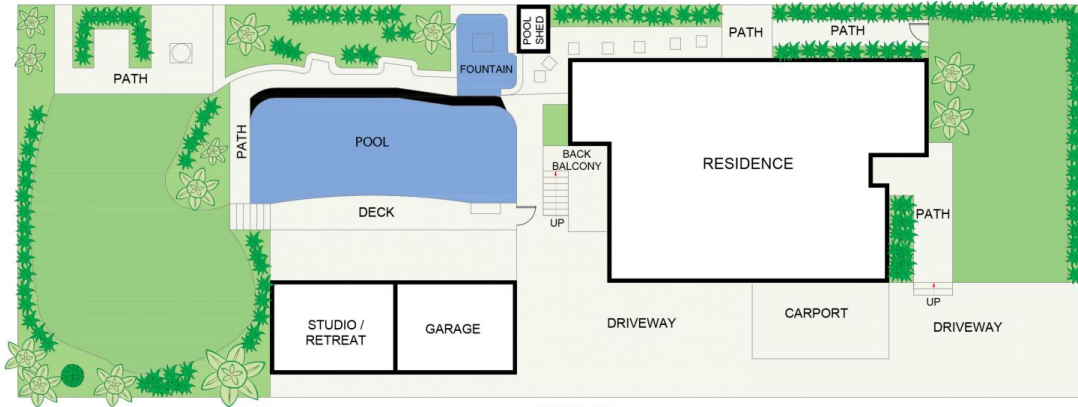 POOL
SHED
PATH
PATH
PATH
FOUNTAIN
POOL
PATH
BACK
BALCONY
RESIDENCE
DECK
UP
PATH
UP
STUDIO /
RETREAT
GARAGE
DRIVEWAY
CARPORT
DRIVEWAY